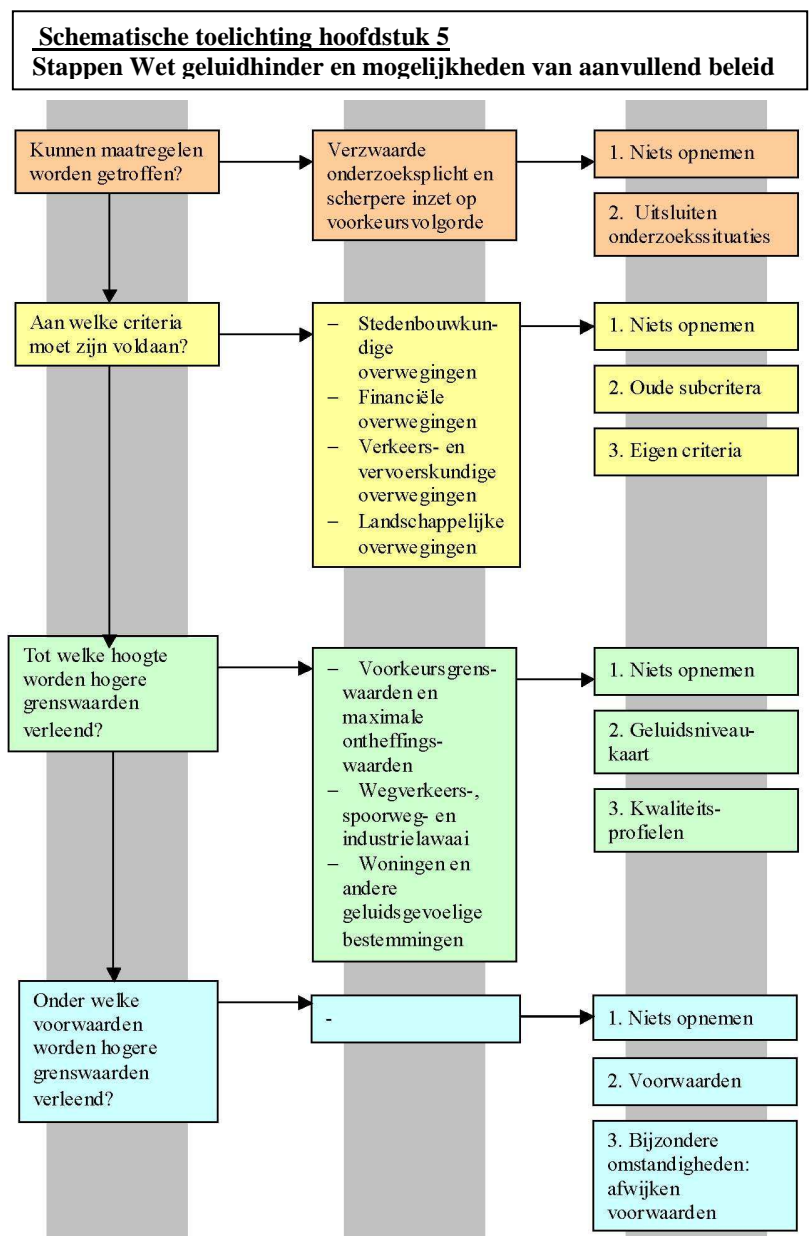 Schematische toelichting hoofdstuk 5
Stappen Wet geluidhinder en mogelijkheden van aanvullend beleid
Kunnen maatregelen
worden getroffen?
Verzwaarde
onderzoeksplicht en
scherpere inzet op
voorkeursvolgorde
1. Niets opnemen
2. Uitsluiten
onderzoekssituaties
Aan welke criteria
moet zijn voldaan?
– Stedenbouwkun-
dige
overwegingen
– Financiële
overwegingen
– Verkeers- en
vervoerskundige
overwegingen
– Landschappelijke
overwegingen
1. Niets opnemen
2. Oude subcritera
3. Eigen criteria
Tot welke hoogte
worden hogere
grenswaarden
verleend?
– Voorkeursgrens-
waarden en
maximale
ontheffings-
waarden
– Wegverkeers-,
spoorweg- en
industrielawaai
– Woningen en
andere
geluidsgevoelige
bestemmingen
1. Niets opnemen
2. Geluidsniveau-
kaart
3. Kwaliteits-
profielen
Onder welke
voorwaarden
worden hogere
grenswaarden
verleend?
-
1. Niets opnemen
2. Voorwaarden
3. Bijzondere
omstandigheden:
afwijken
voorwaarden